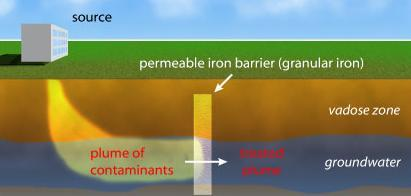 source
permeable iron barrier (granular iron)
vadose zone
plume of
contaminants
treated
plume
groundwater